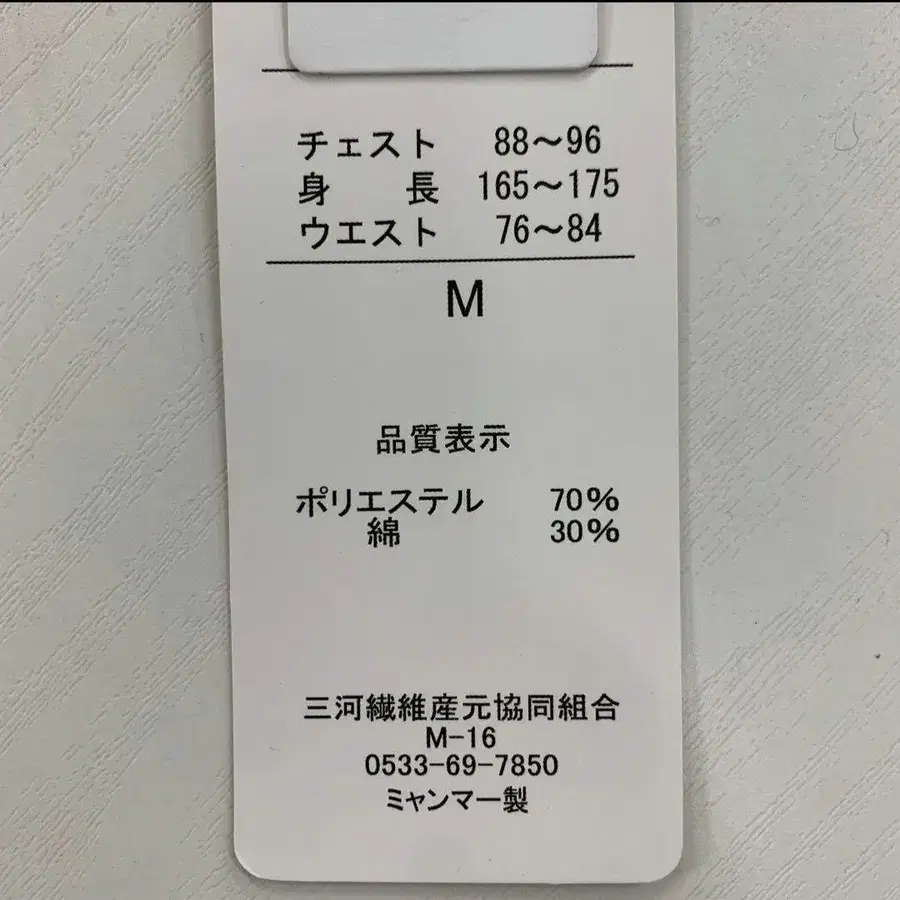 チェスト 88～96
身長 165～175
ウエスト 76～84
M
品質表示
ポリエステル 70%
綿 30%
三河繊維産元協同組合
M-16
0533-69-7850
ミャンマー製